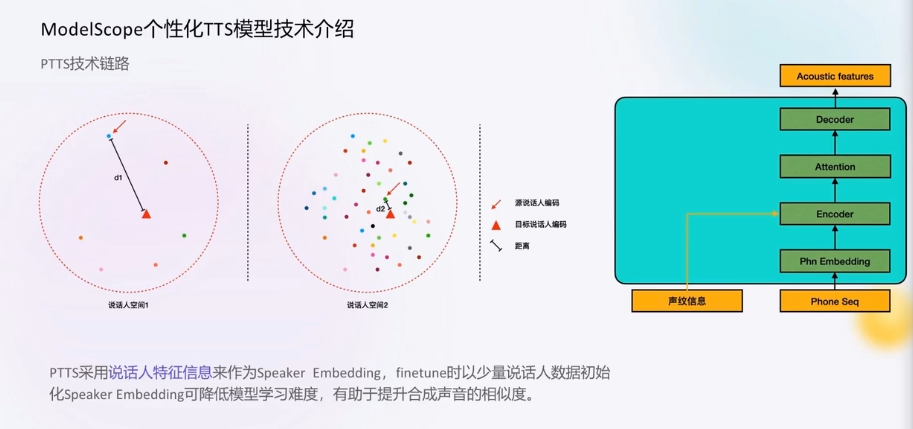 ModelScope个性化TTS模型技术介绍
PTTS技术链路
d1
说话人空间1
d2
说话人空间2
源说话人编码
目标说话人编码
距离
Acoustic features
Decoder
Attention
Encoder
Phn Embedding
声纹信息
Phone Seq
PTTS采用说话人特征信息来作为Speaker Embedding，finetune时以少量说话人数据初始
化Speaker Embedding可降低模型学习难度，有助于提升合成声音的相似度。